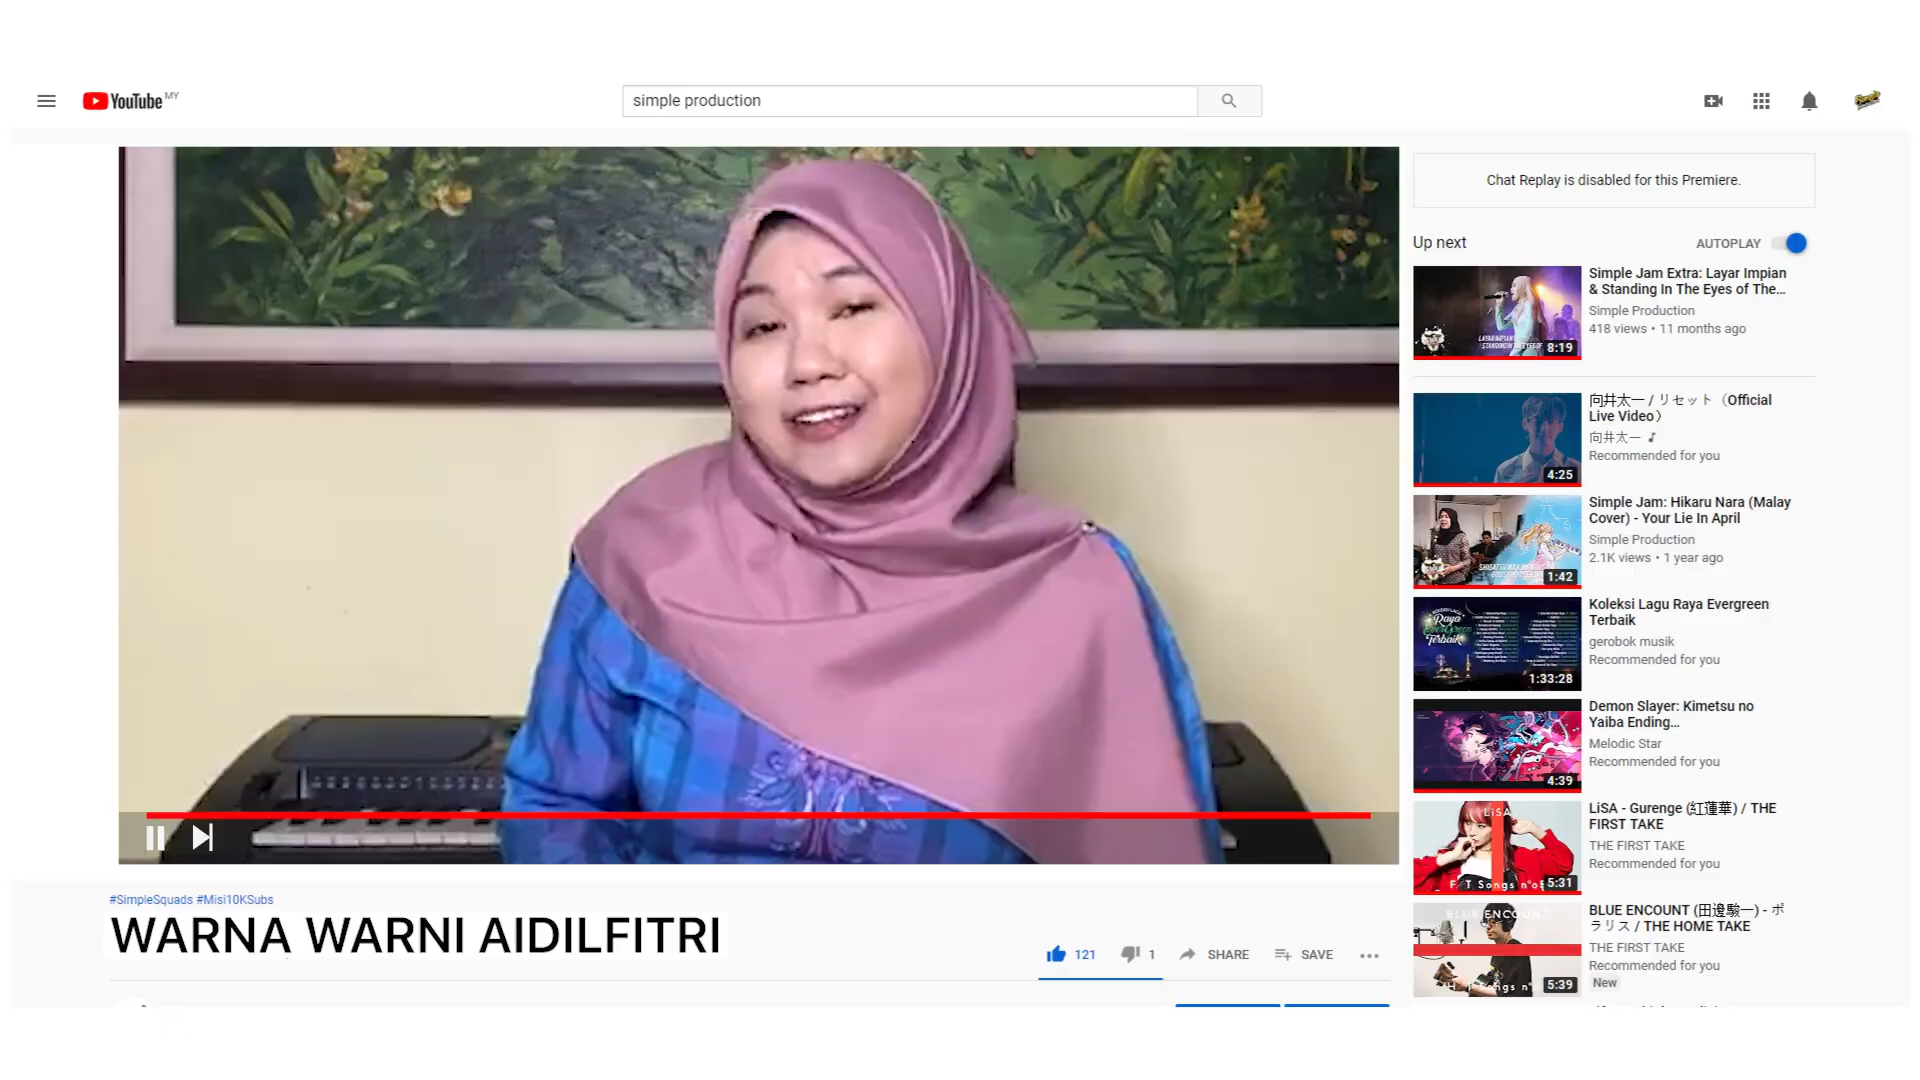 YouTube MY
simple production
Chat Replay is disabled for this Premiere.
Up next
AUTOPLAY
Simple Jam Extra: Layar Impian
& Standing In The Eyes of The...
Simple Production
418 views • 11 months ago
8:19
向井太一 / リセット（Official
Live Video）
向井太一
Recommended for you
4:25
Simple Jam: Hikaru Nara (Malay
Cover) - Your Lie In April
Simple Production
2.1K views • 1 year ago
1:42
Koleksi Lagu Raya Evergreen
Terbaik
gerobok musik
Recommended for you
Raya
Evergreen
Terbaik
1:33:28
Demon Slayer: Kimetsu no
Yaiba Ending...
Melodic Star
Recommended for you
4:39
LiSA - Gurenge (紅蓮華) / THE
FIRST TAKE
THE FIRST TAKE
Recommended for you
LiSA
5:31
BLUE ENCOUNT (田邊駿一) - ポ
ラリス / THE HOME TAKE
THE FIRST TAKE
Recommended for you
New
BLUE ENCOUNT
5:39
#SimpleSquads #Misi10KSubs
WARNA WARNI AIDILFITRI
121
1
SHARE
SAVE